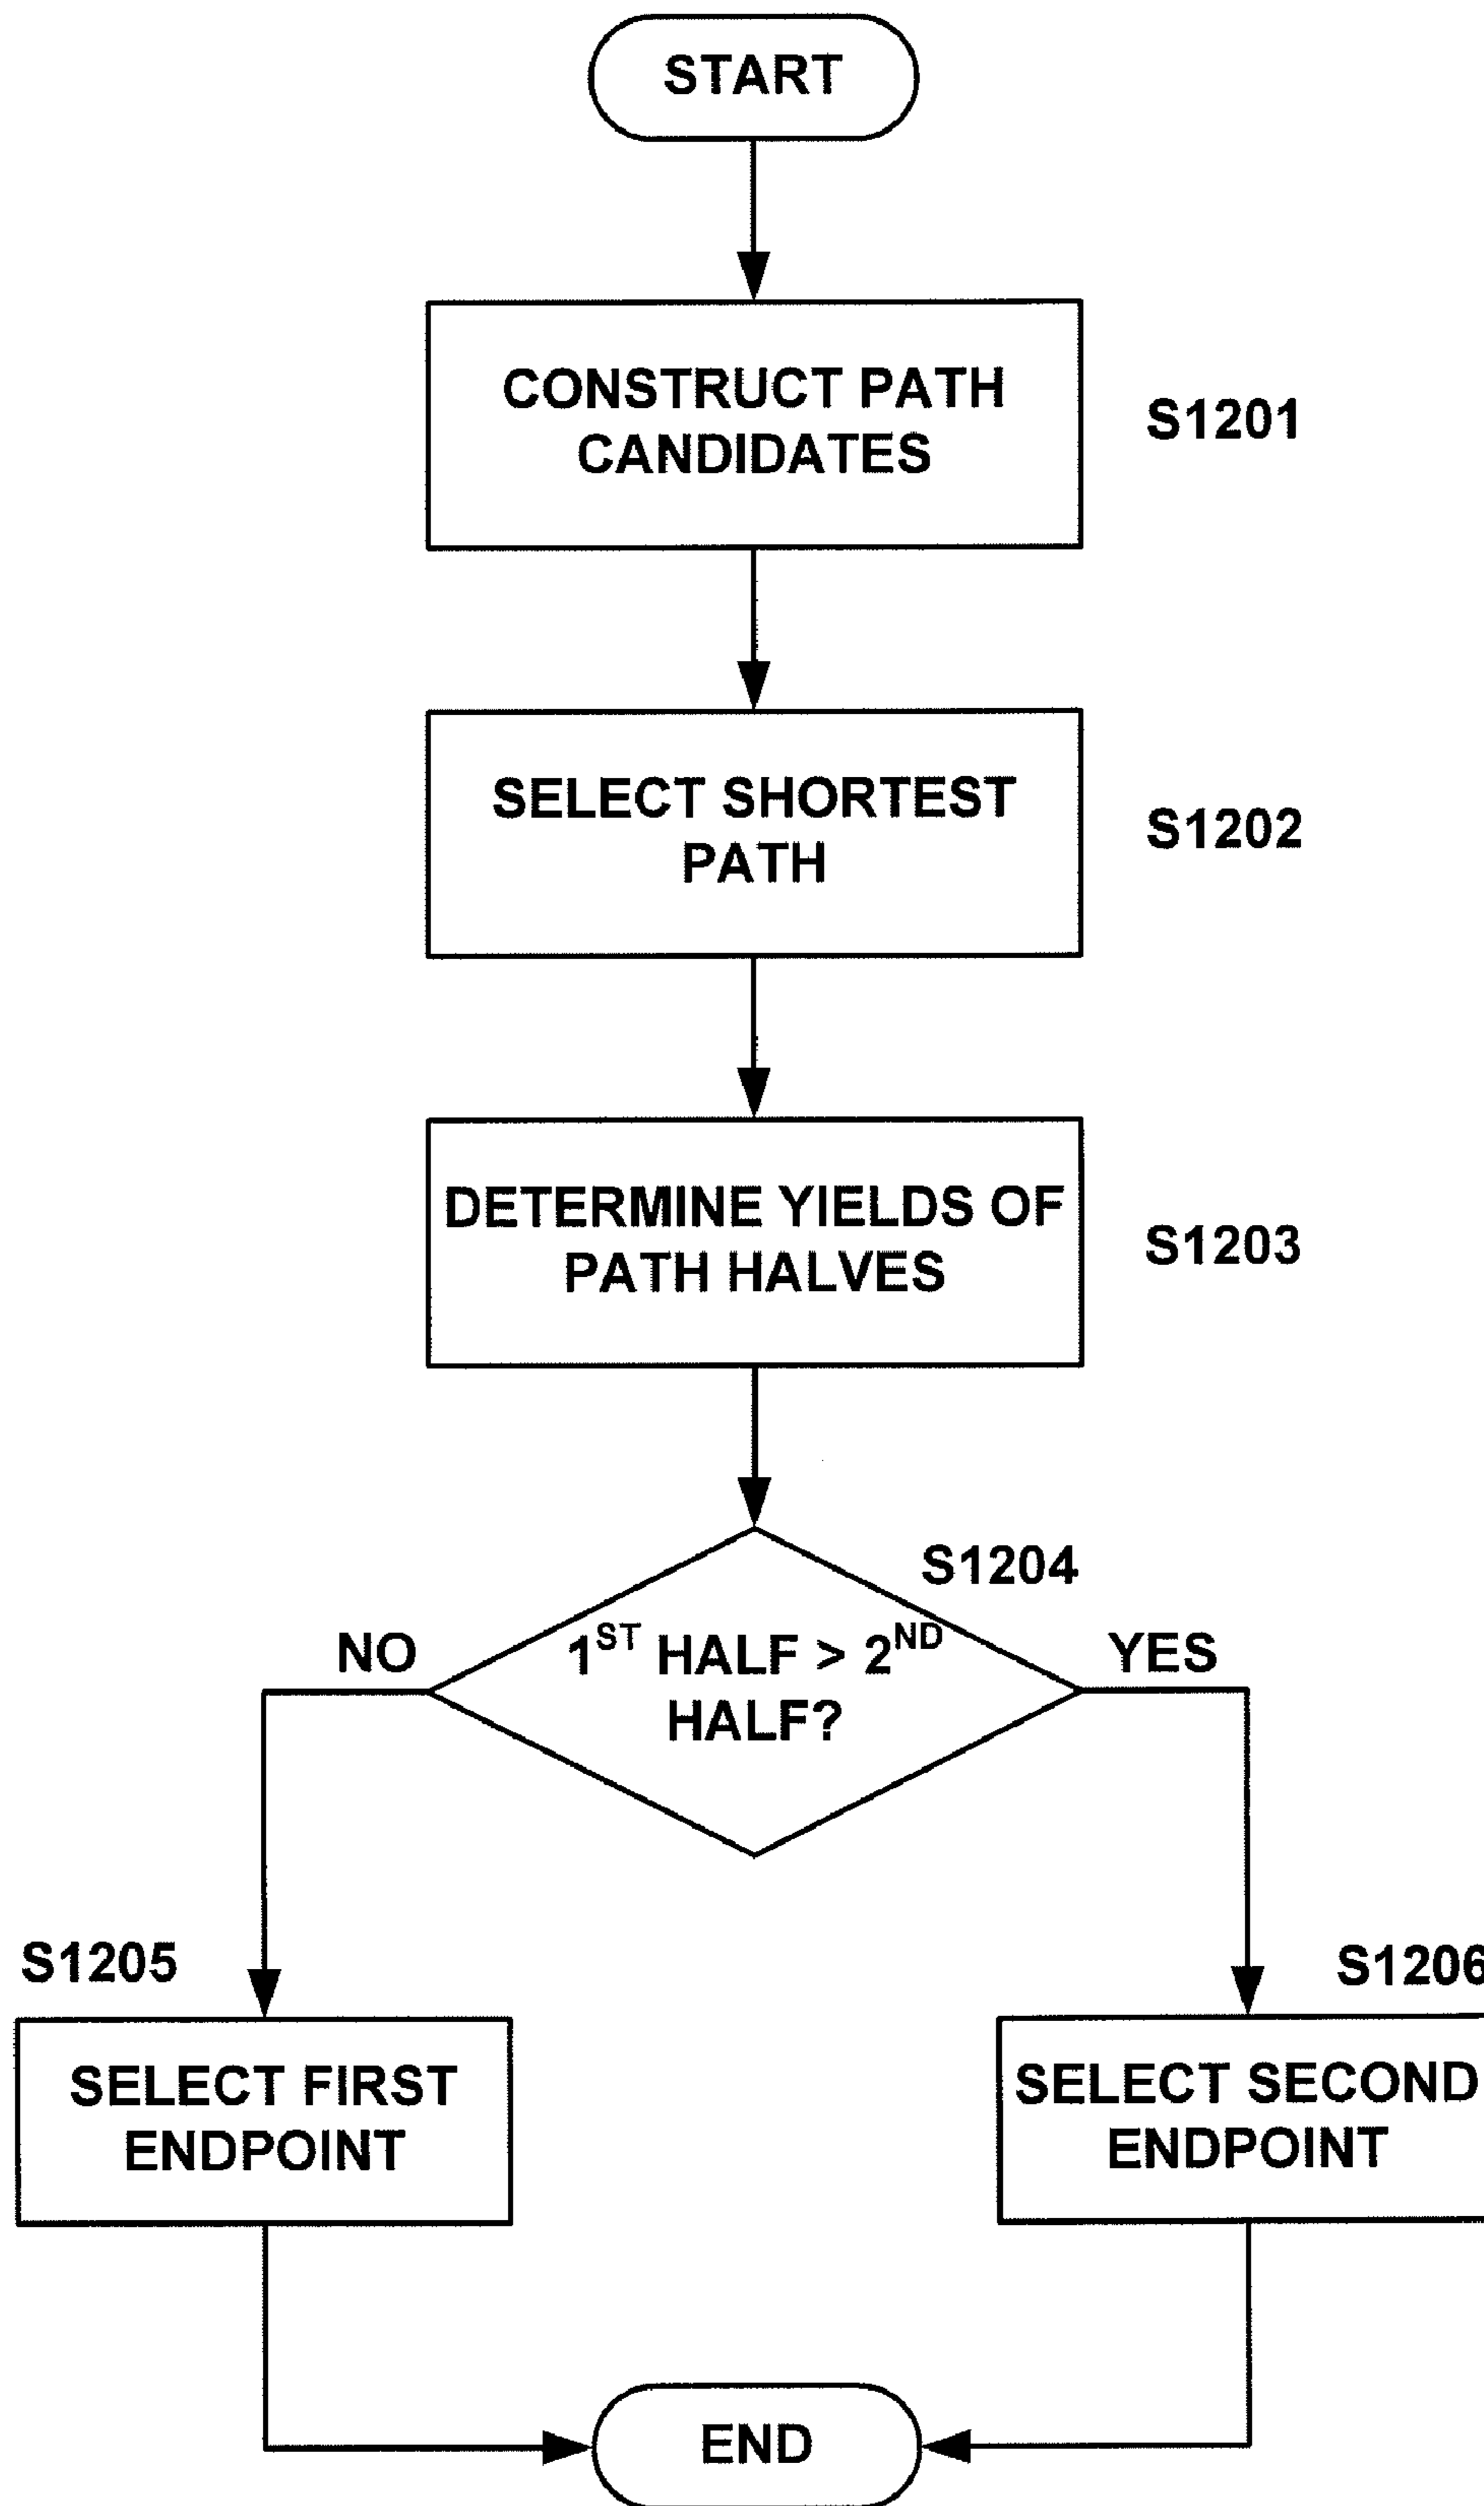 START
CONSTRUCT PATH
CANDIDATES
S1201
SELECT SHORTEST
PATH
S1202
DETERMINE YIELDS OF
PATH HALVES
S1203
S1204
NO
1ST HALF > 2ND
HALF?
YES
S1205
S1206
SELECT FIRST
ENDPOINT
SELECT SECOND
ENDPOINT
END